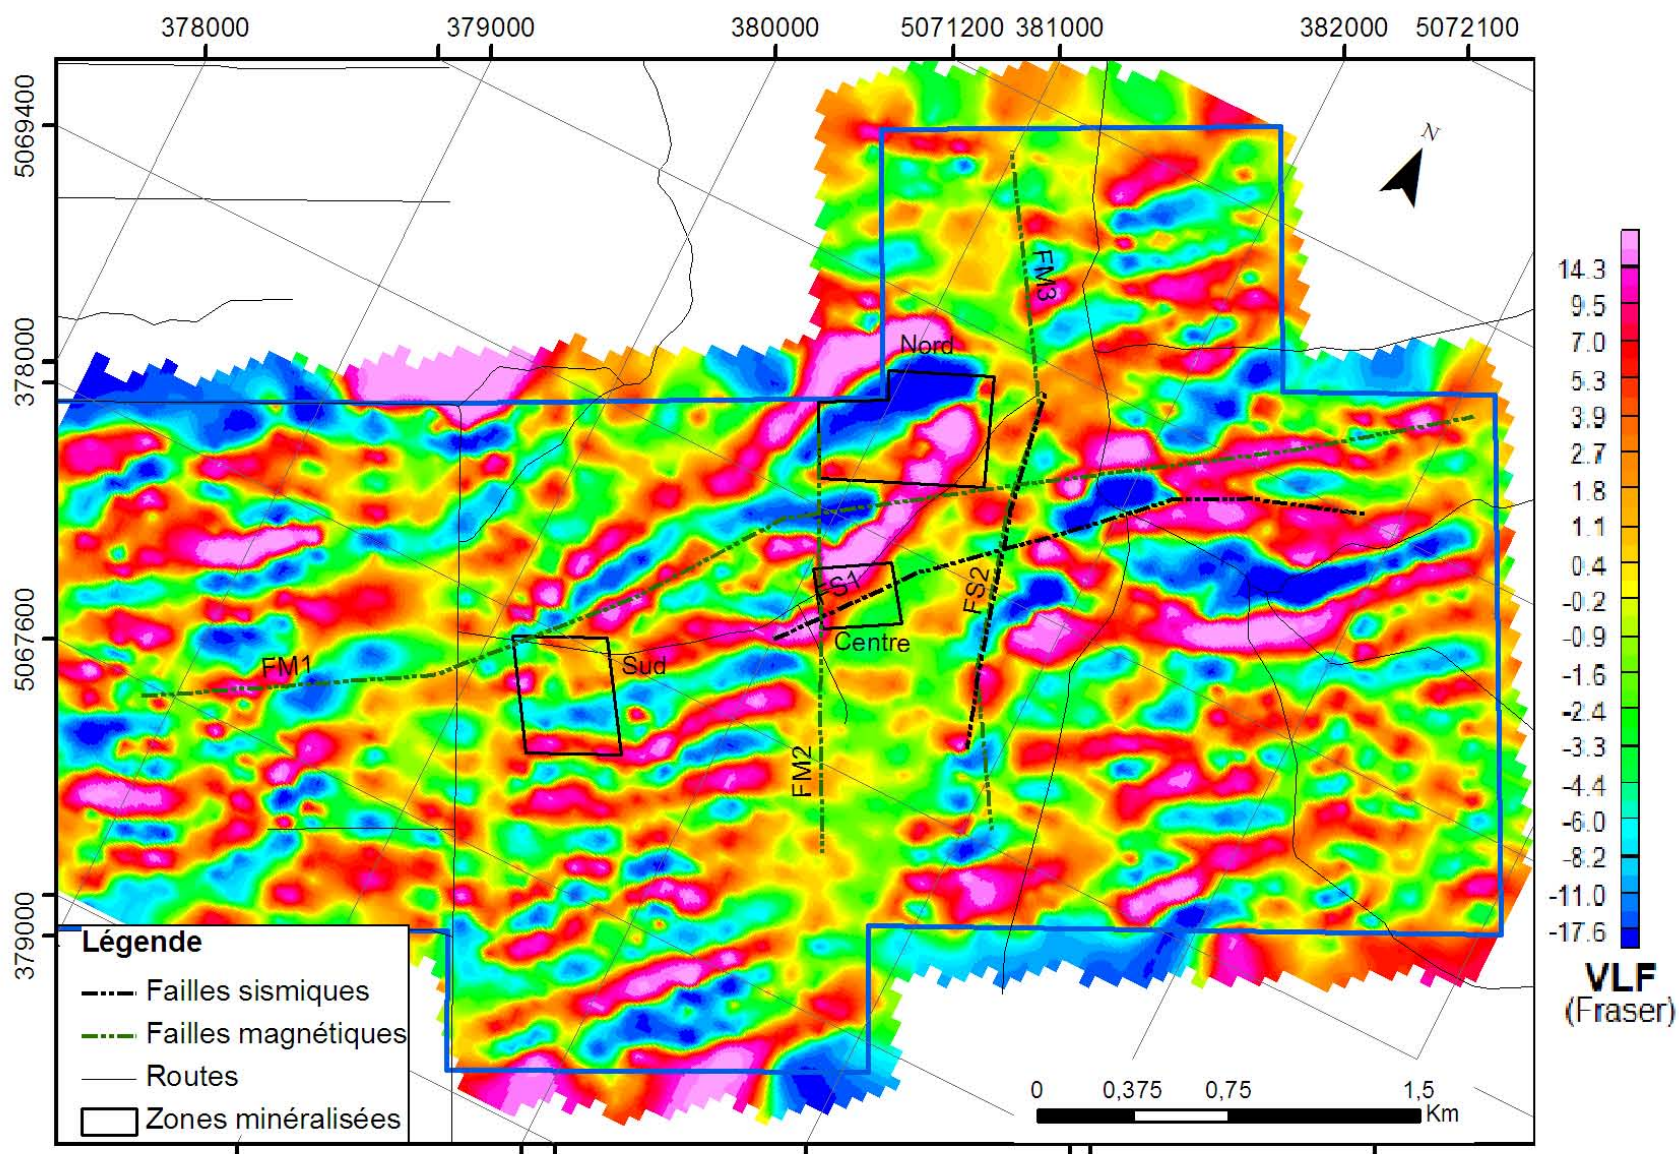 378000 379000 380000 5071200 381000 382000 5072100
5069400
378000
5067600
379000
N
Nord
FM3
FS1
FS2
Centre
Sud
FM1
FM2
14.3
9.5
7.0
5.3
3.9
2.7
1.8
1.1
0.4
-0.2
-0.9
-1.6
-2.4
-3.3
-4.4
-6.0
-8.2
-11.0
-17.6
VLF
(Fraser)
Légende
Failles sismiques
Failles magnétiques
Routes
Zones minéralisées
0 0,375 0,75 1,5
Km